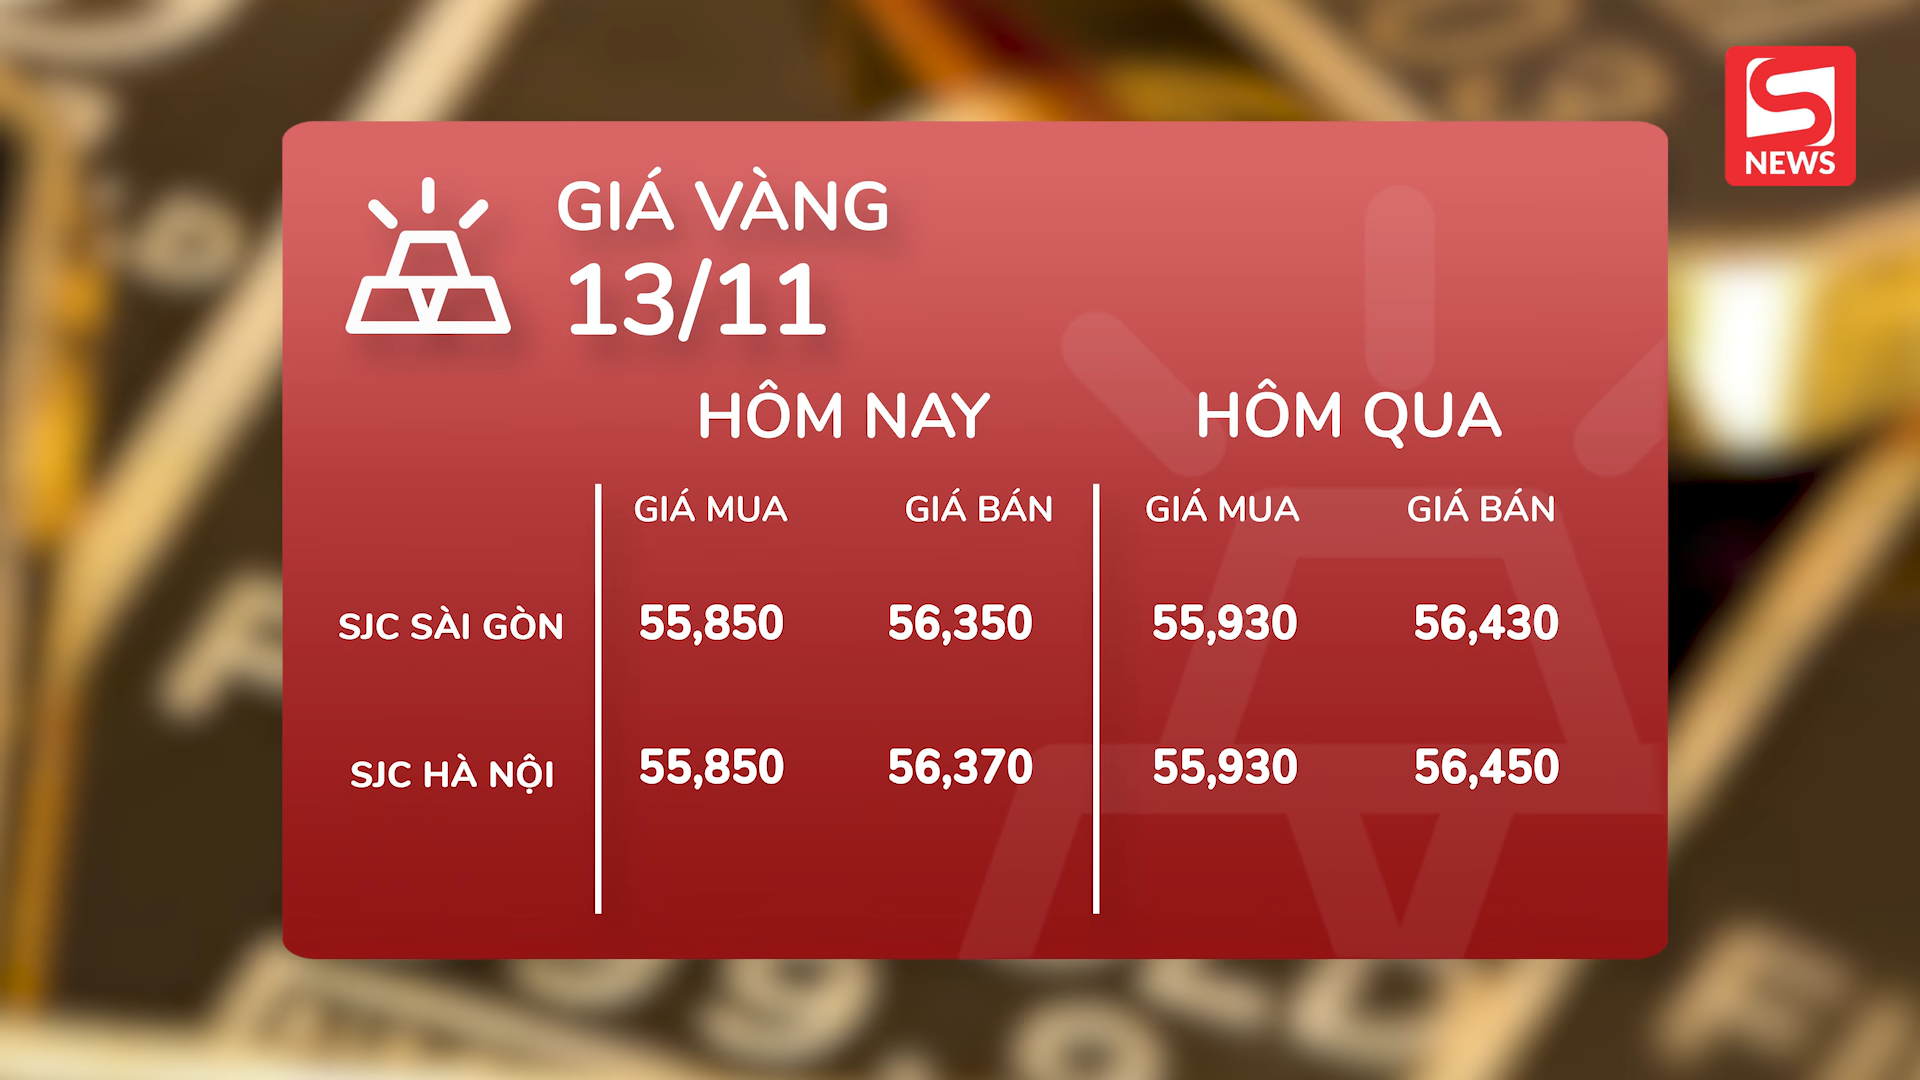 NEWS
GIÁ VÀNG
13/11
HÔM NAY HÔM QUA
GIÁ MUA GIÁ BÁN GIÁ MUA GIÁ BÁN
SJC SÀI GÒN 55,850 56,350 55,930 56,430
SJC HÀ NỘI 55,850 56,370 55,930 56,450